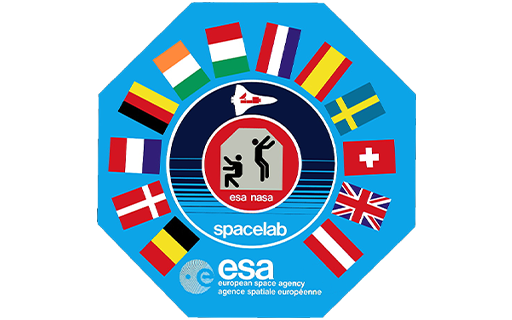 esa nasa
spacelab
esa
european space agency
agence spatiale européenne